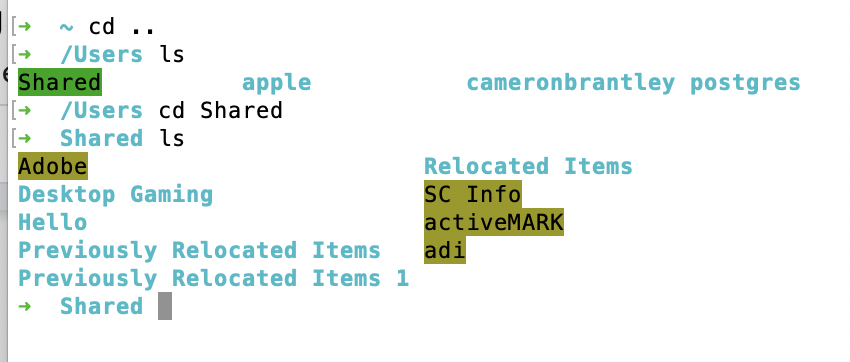 [➜  ~ cd ..
[➜  /Users ls
Shared          apple           cameronbrantley postgres
[➜  /Users cd Shared
[➜  Shared ls
Adobe                        Relocated Items
Desktop Gaming               SC Info
Hello                        activeMARK
Previously Relocated Items   adi
Previously Relocated Items 1
➜  Shared